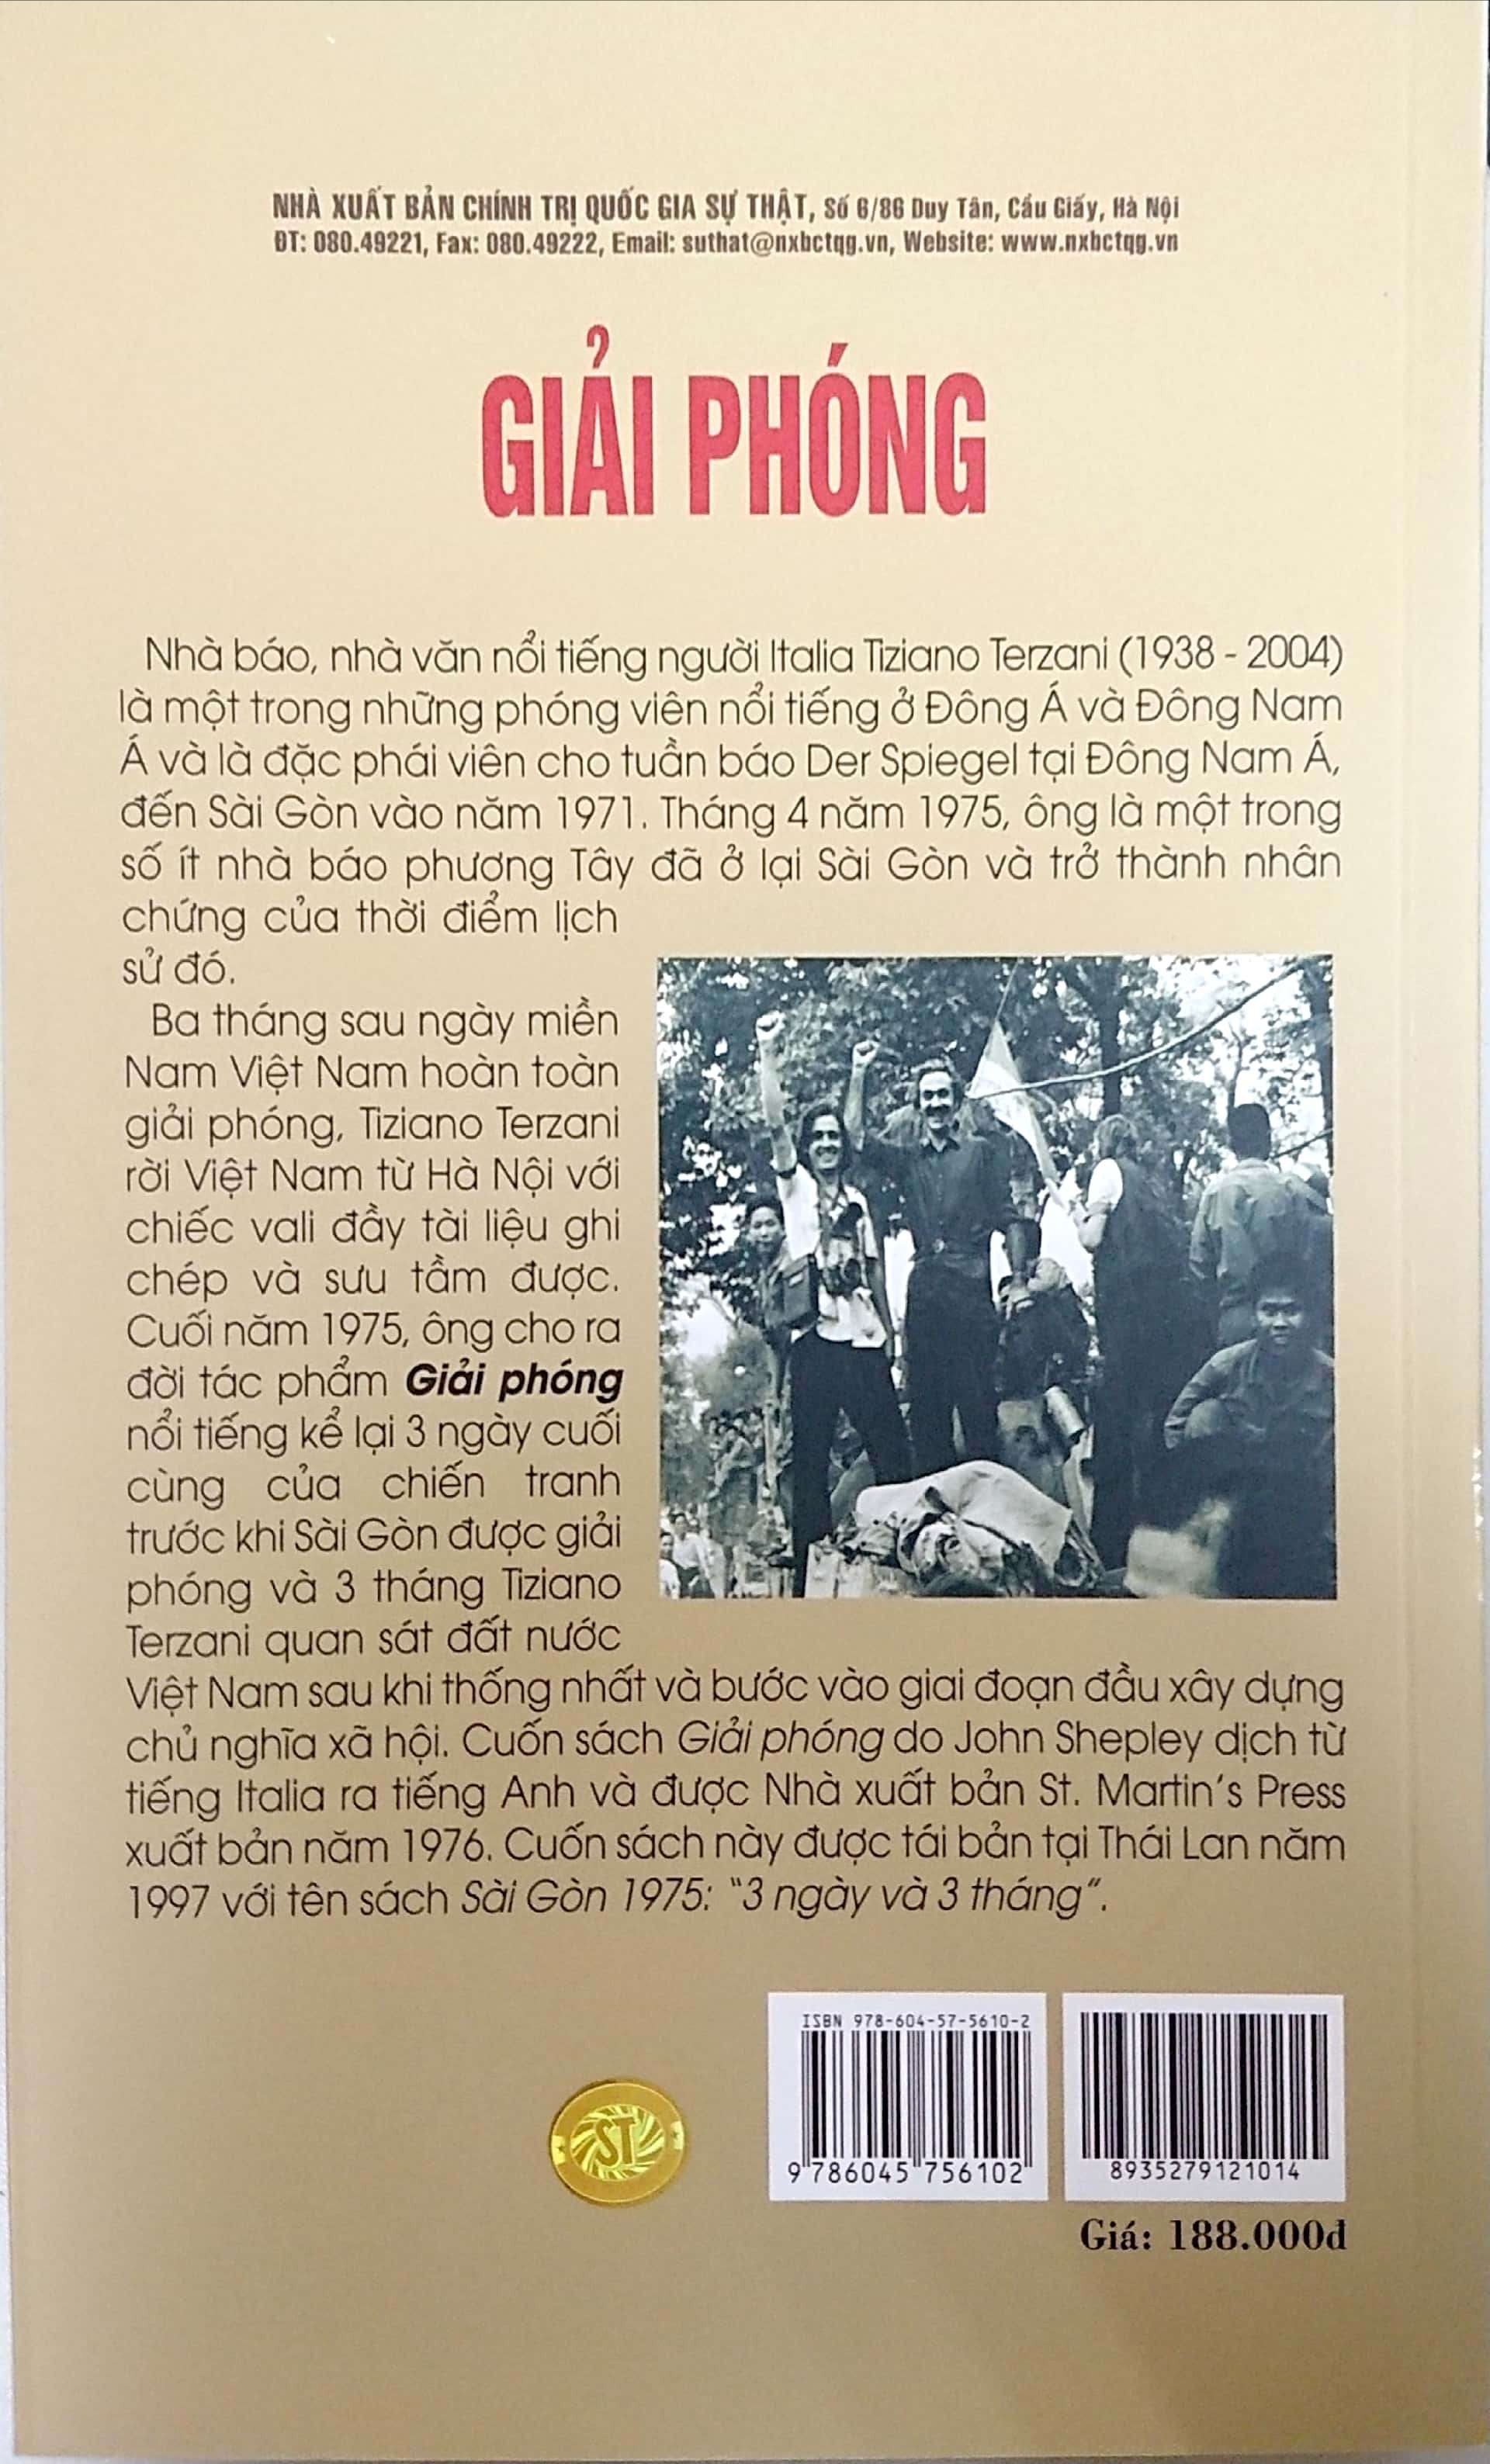 NHÀ XUẤT BẢN CHÍNH TRỊ QUỐC GIA SỰ THẬT, Số 6/86 Duy Tân, Cầu Giấy, Hà Nội
ĐT: 080.49221, Fax: 080.49222, Email: suthat@nxbctqg.vn, Website: www.nxbctqg.vn
GIẢI PHÓNG
Nhà báo, nhà văn nổi tiếng người Italia Tiziano Terzani (1938 - 2004)
là một trong những phóng viên nổi tiếng ở Đông Á và Đông Nam
Á và là đặc phái viên cho tuần báo Der Spiegel tại Đông Nam Á,
đến Sài Gòn vào năm 1971. Tháng 4 năm 1975, ông là một trong
số ít nhà báo phương Tây đã ở lại Sài Gòn và trở thành nhân
chứng của thời điểm lịch
sử đó.
Ba tháng sau ngày miền
Nam Việt Nam hoàn toàn
giải phóng, Tiziano Terzani
rời Việt Nam từ Hà Nội với
chiếc vali đầy tài liệu ghi
chép và sưu tầm được.
Cuối năm 1975, ông cho ra
đời tác phẩm Giải phóng
nổi tiếng kể lại 3 ngày cuối
cùng của chiến tranh
trước khi Sài Gòn được giải
phóng và 3 tháng Tiziano
Terzani quan sát đất nước
Việt Nam sau khi thống nhất và bước vào giai đoạn đầu xây dựng
chủ nghĩa xã hội. Cuốn sách Giải phóng do John Shepley dịch từ
tiếng Italia ra tiếng Anh và được Nhà xuất bản St. Martin's Press
xuất bản năm 1976. Cuốn sách này được tái bản tại Thái Lan năm
1997 với tên sách Sài Gòn 1975: "3 ngày và 3 tháng".
ISBN 978-604-57-5610-2
9 786045 756102
8935279121014
ST
Giá: 188.000đ